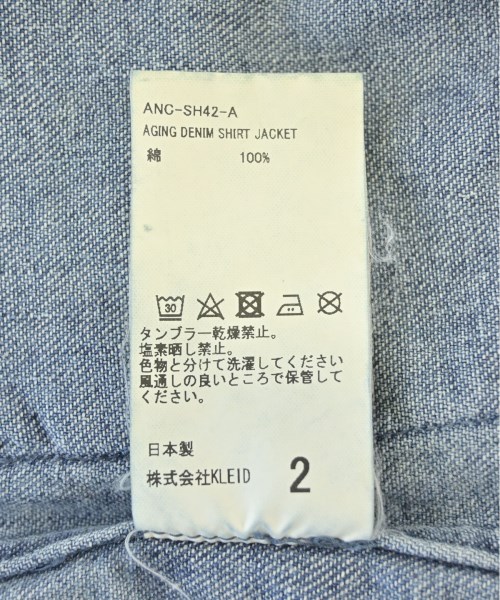 ANC-SH42-A
AGING DENIM SHIRT JACKET
綿 100%
30
タンブラー乾燥禁止。
塩素晒し禁止。
色物と分けて洗濯してください
風通しの良いところで保管して
ください。
日本製
株式会社KLEID 2